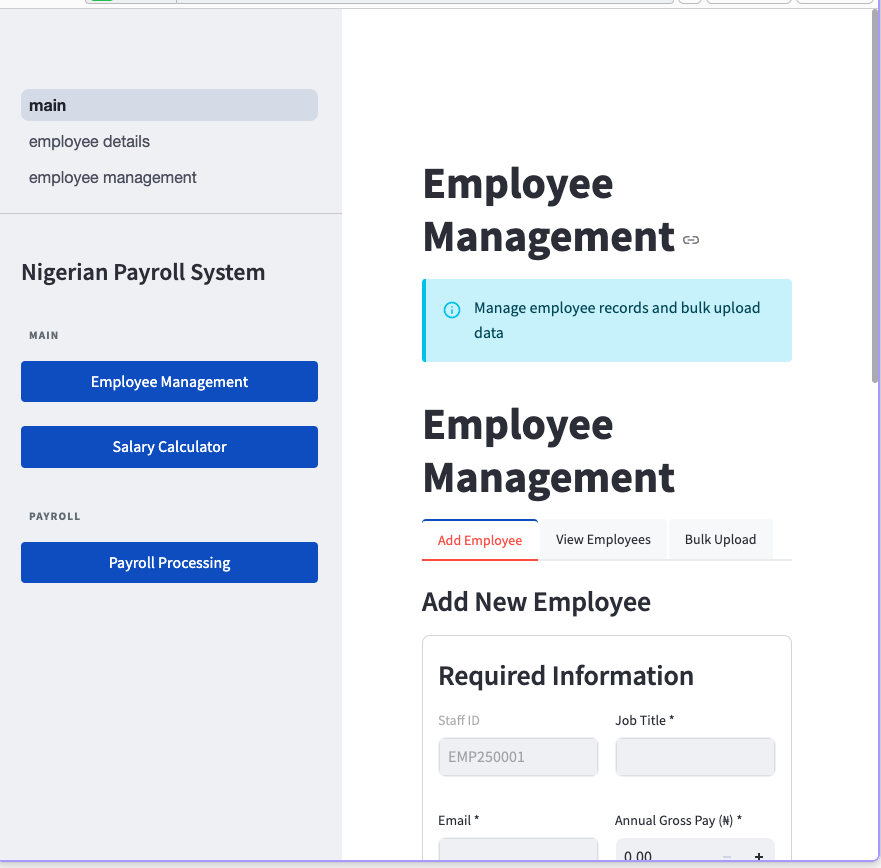 main
employee details
employee management
Nigerian Payroll System
MAIN
Employee Management
Salary Calculator
PAYROLL
Payroll Processing
Employee
Management
Manage employee records and bulk upload
data
Employee
Management
Add Employee View Employees Bulk Upload
Add New Employee
Required Information
Staff ID Job Title *
EMP250001
Email * Annual Gross Pay (₦) *
0.00 − +